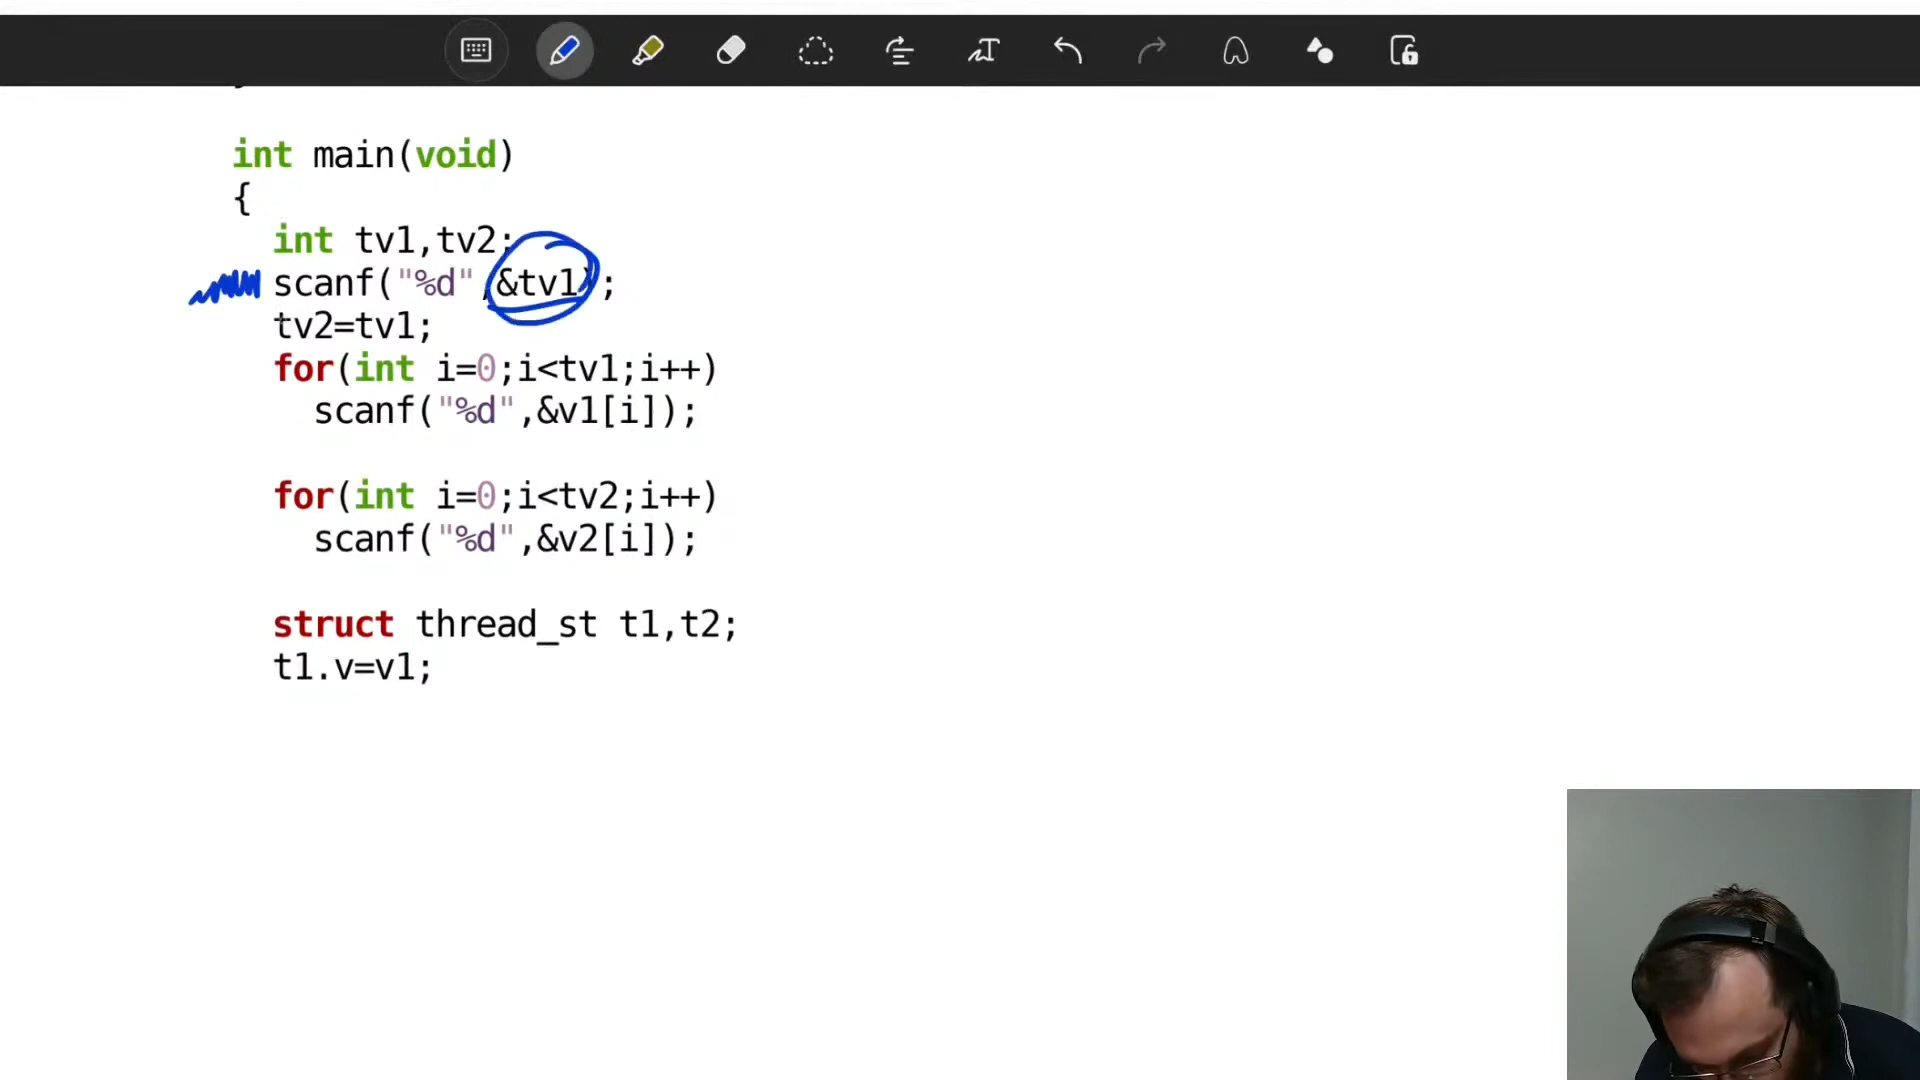 int main(void)
{
int tv1,tv2;
scanf("%d",&tv1);
tv2=tv1;
for(int i=0;i<tv1;i++)
scanf("%d",&v1[i]);
for(int i=0;i<tv2;i++)
scanf("%d",&v2[i]);
struct thread_st t1,t2;
t1.v=v1;